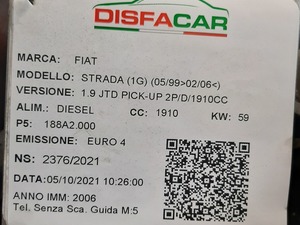 DISFACAR
MARCA: FIAT
MODELLO: STRADA (1G) (05/99>02/06<)
VERSIONE: 1.9 JTD PICK-UP 2P/D/1910CC
ALIM.: DIESEL CC: 1910 KW: 59
P5: 188A2.000
EMISSIONE: EURO 4
NS: 2376/2021
DATA:05/10/2021 10:26:00
ANNO IMM: 2006
Tel. Senza Sca. Guida M:5